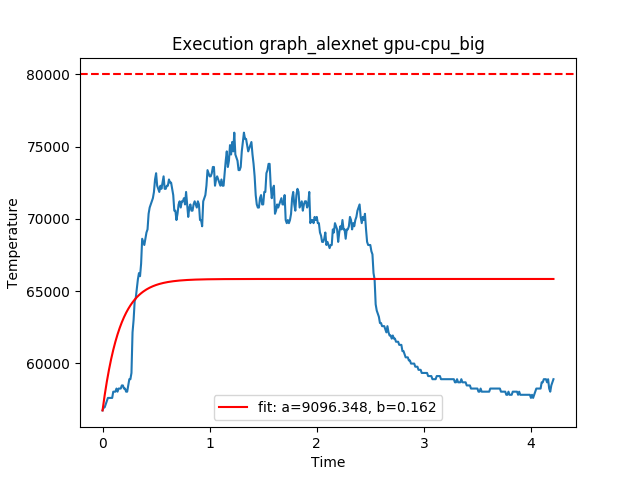 Execution graph_alexnet gpu-cpu_big
Temperature
80000
75000
70000
65000
60000
fit: a=9096.348, b=0.162
0 1 2 3 4
Time